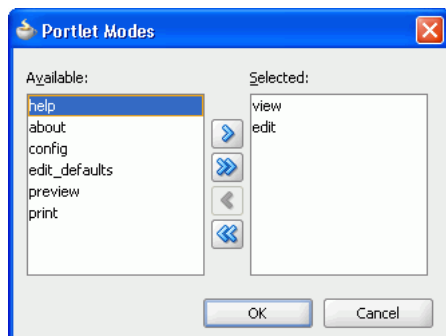 Portlet Modes
Available:
Selected:
help
about
config
edit_defaults
preview
print
view
edit
OK
Cancel